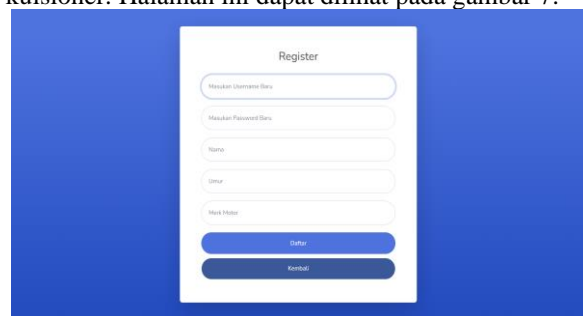 kuisioner. Halaman ini dapat dilihat pada gambar 7.
Register
Masukan Username Baru
Masukan Password Baru
Nama
Umur
Merk Motor
Daftar
Kembali